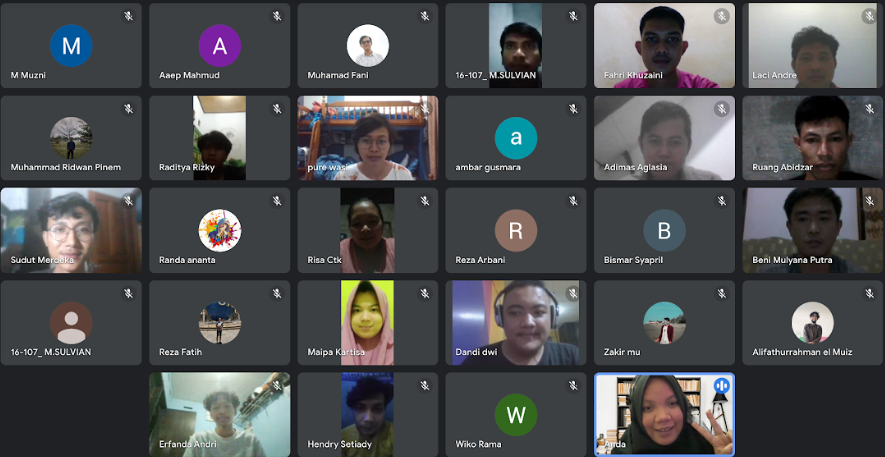 M
M Muzni
A
Aaep Mahmud
Muhamad Fani
16-107_ M.SULVIAN
Fahri Khuzaini
Laci Andre
Muhammad Ridwan Pinem
Raditya Rizky
pure wasi
a
ambar gusmara
Adimas Aglasia
Ruang Abidzar
Sudut Merdeka
Randa ananta
Risa Ctk
R
Reza Arbani
B
Bismar Syapril
Beni Mulyana Putra
16-107_ M.SULVIAN
Reza Fatih
Maipa Kartisa
Dandi dwi
Zakir mu
Alifathurrahman el Muiz
Erfanda Andri
Hendry Setiady
W
Wiko Rama
Anda